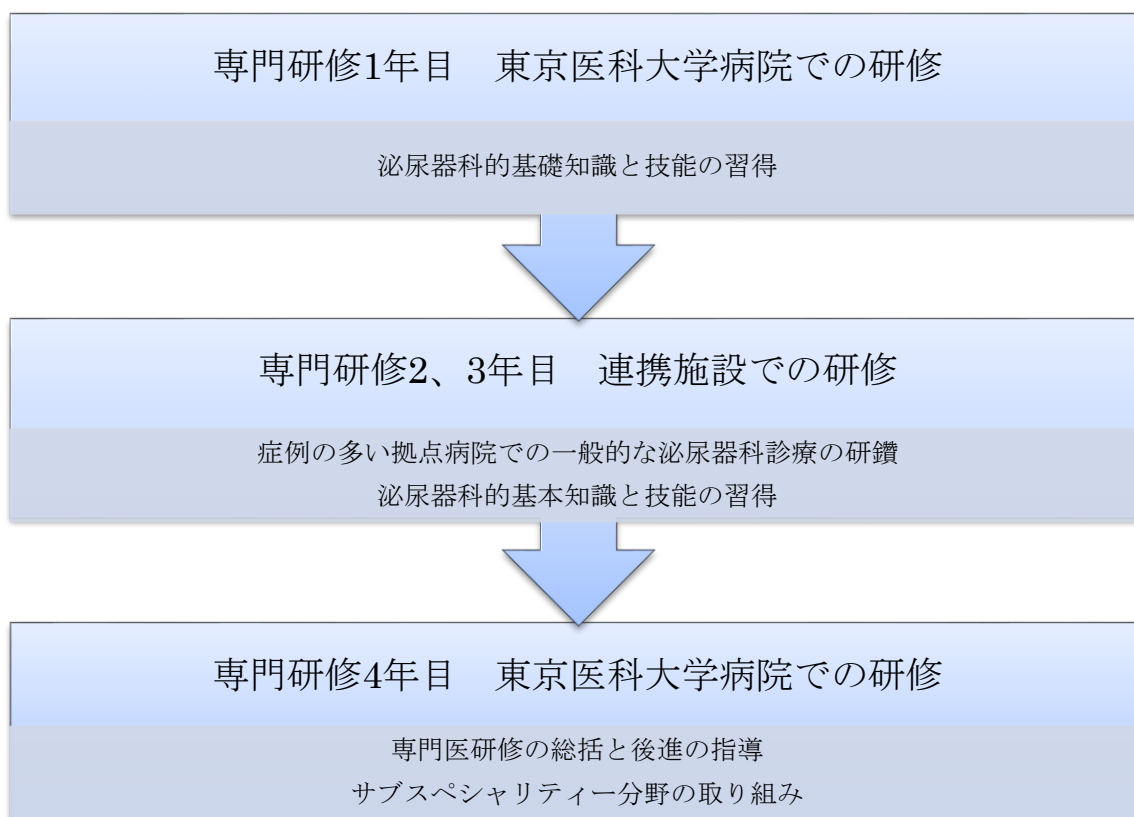 専門研修1年目　東京医科大学病院での研修
泌尿器科的基礎知識と技能の習得
専門研修2、3年目　連携施設での研修
症例の多い拠点病院での一般的な泌尿器科診療の研鑽
泌尿器科的基本知識と技能の習得
専門研修4年目　東京医科大学病院での研修
専門医研修の総括と後進の指導
サブスペシャリティー分野の取り組み